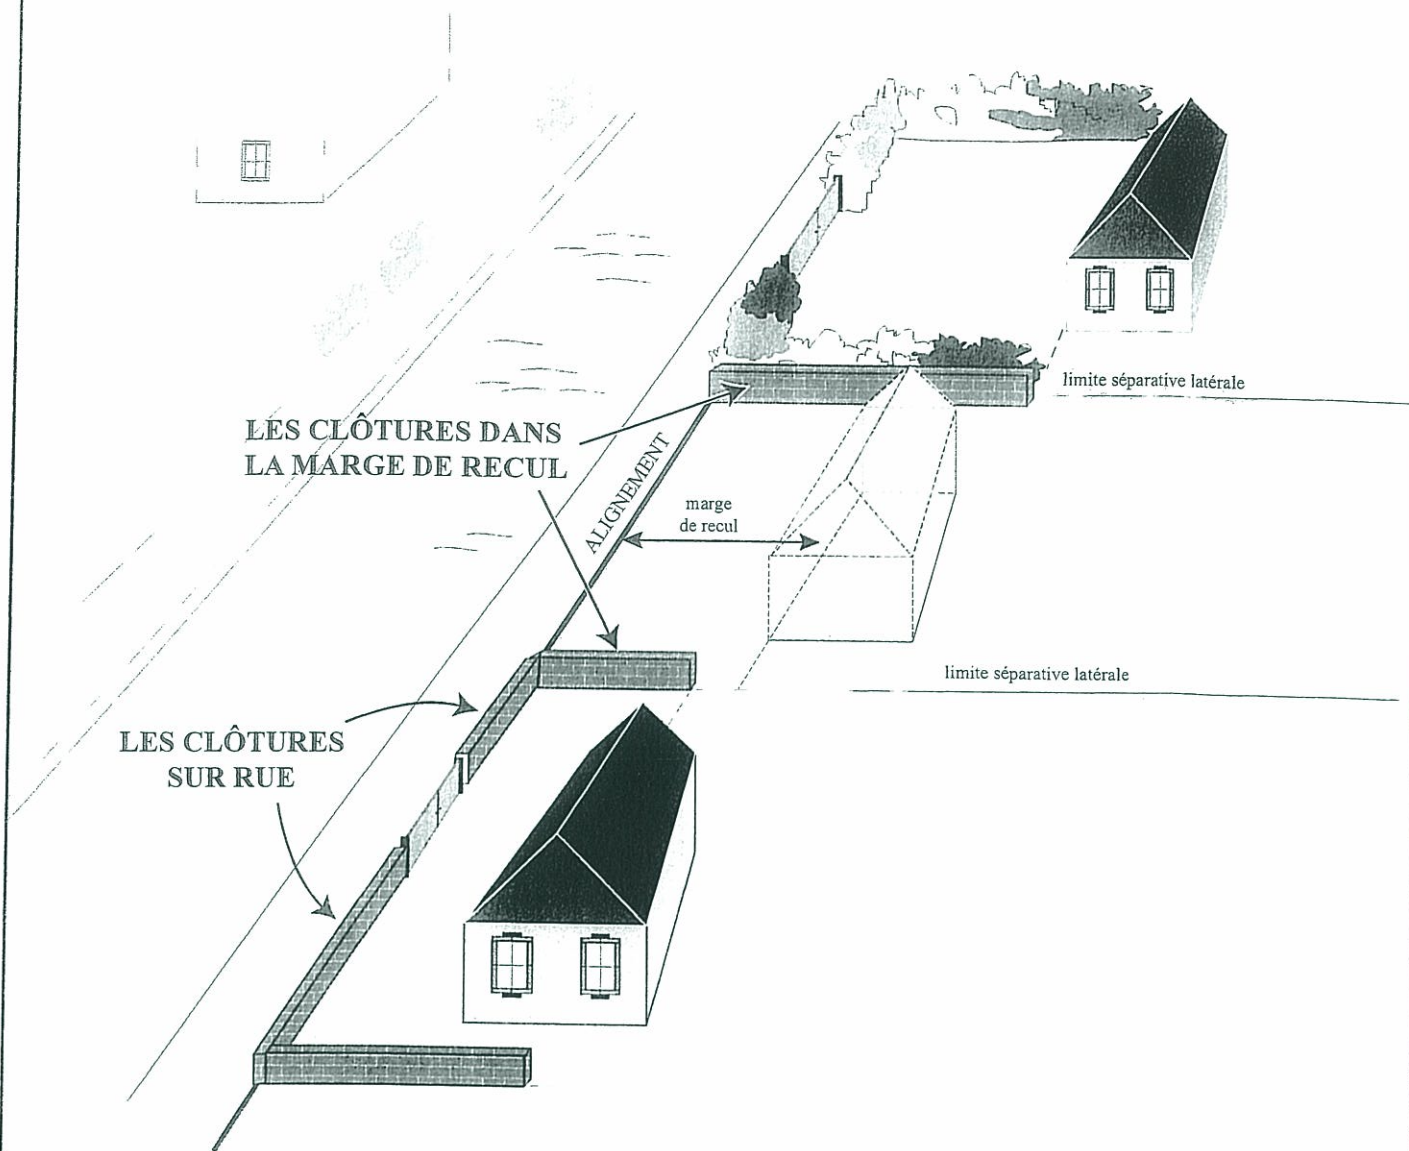 limite séparative latérale
LES CLÔTURES DANS
LA MARGE DE RECUL
ALIGNEMENT
marge
de recul
limite séparative latérale
LES CLÔTURES
SUR RUE